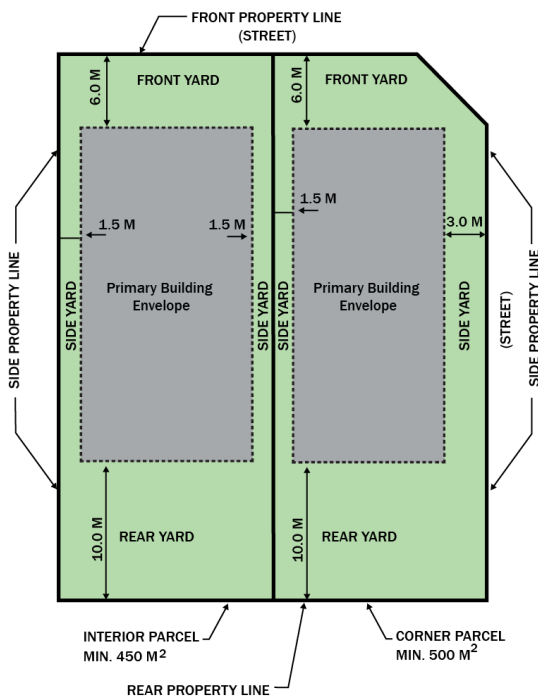 FRONT PROPERTY LINE
(STREET)
6.0 M
FRONT YARD
6.0 M
FRONT YARD
1.5 M
1.5 M
1.5 M
3.0 M
SIDE PROPERTY LINE
SIDE YARD
Primary Building
Envelope
SIDE YARD
SIDE YARD
Primary Building
Envelope
SIDE YARD
(STREET)
SIDE PROPERTY LINE
10.0 M
REAR YARD
10.0 M
REAR YARD
INTERIOR PARCEL
MIN. 450 M²
CORNER PARCEL
MIN. 500 M²
REAR PROPERTY LINE